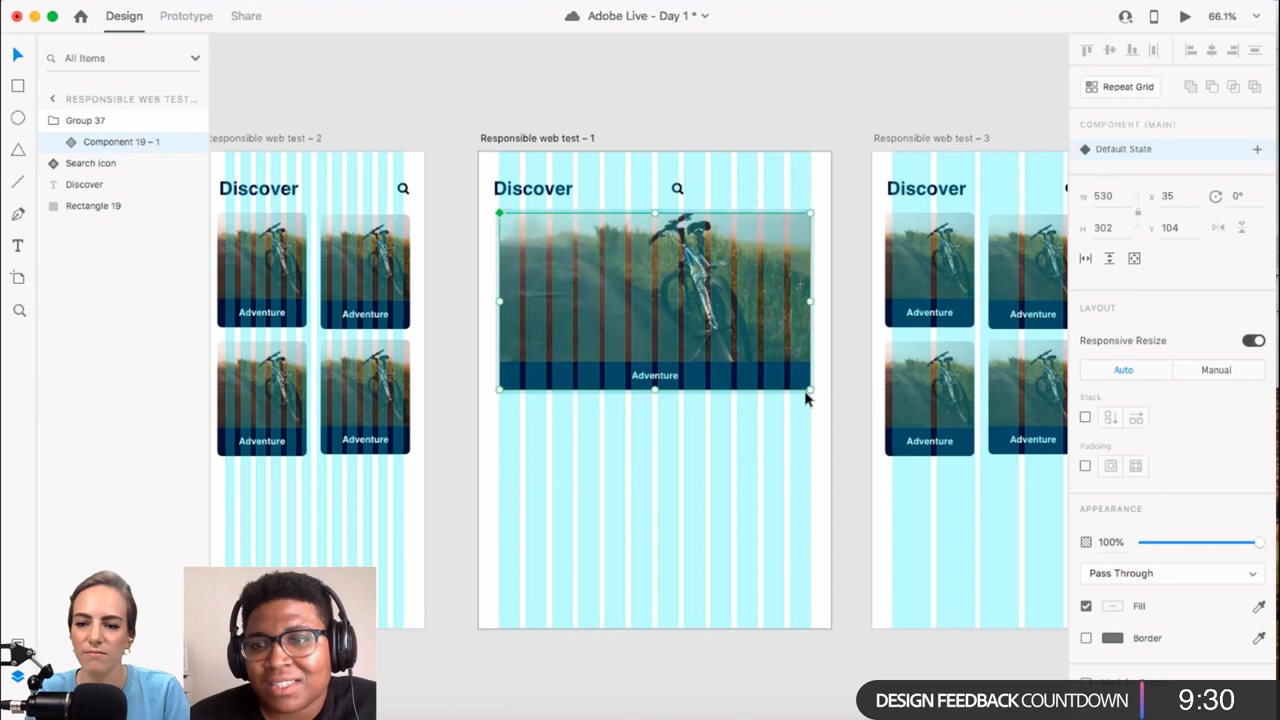 Design
Prototype
Share
Adobe Live - Day 1 *
66.1%
All Items
RESPONSIBLE WEB TEST...
Group 37
Component 19 – 1
Search icon
T Discover
Rectangle 19
Responsible web test – 2
Discover
Adventure
Adventure
Adventure
Adventure
Responsible web test – 1
Discover
Adventure
Responsible web test – 3
Discover
Adventure
Adventure
Adventure
Adventure
Repeat Grid
COMPONENT (MAIN)
Default State +
W 530 X 35 0°
H 302 Y 104
LAYOUT
Responsive Resize
Auto Manual
Stack
Padding
APPEARANCE
100%
Pass Through
Fill
Border
DESIGN FEEDBACK COUNTDOWN 9:30